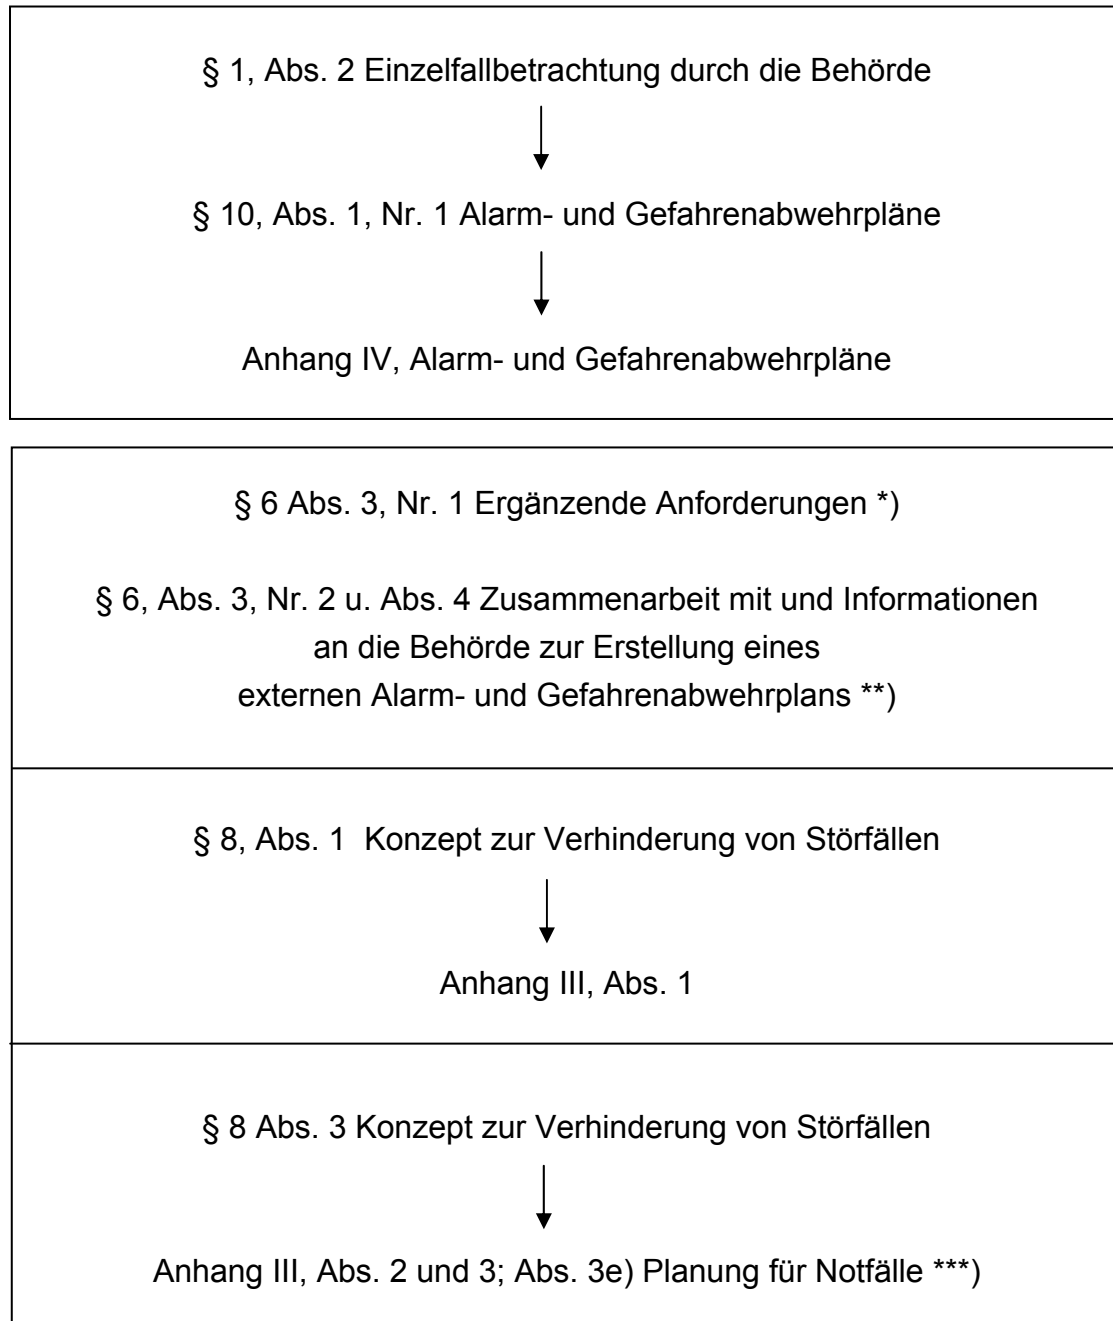 § 1, Abs. 2 Einzelfallbetrachtung durch die Behörde
§ 10, Abs. 1, Nr. 1 Alarm- und Gefahrenabwehrpläne
Anhang IV, Alarm- und Gefahrenabwehrpläne
§ 6 Abs. 3, Nr. 1 Ergänzende Anforderungen *)
§ 6, Abs. 3, Nr. 2 u. Abs. 4 Zusammenarbeit mit und Informationen
an die Behörde zur Erstellung eines
externen Alarm- und Gefahrenabwehrplans **)
§ 8, Abs. 1  Konzept zur Verhinderung von Störfällen
Anhang III, Abs. 1
§ 8 Abs. 3 Konzept zur Verhinderung von Störfällen
Anhang III, Abs. 2 und 3; Abs. 3e) Planung für Notfälle ***)